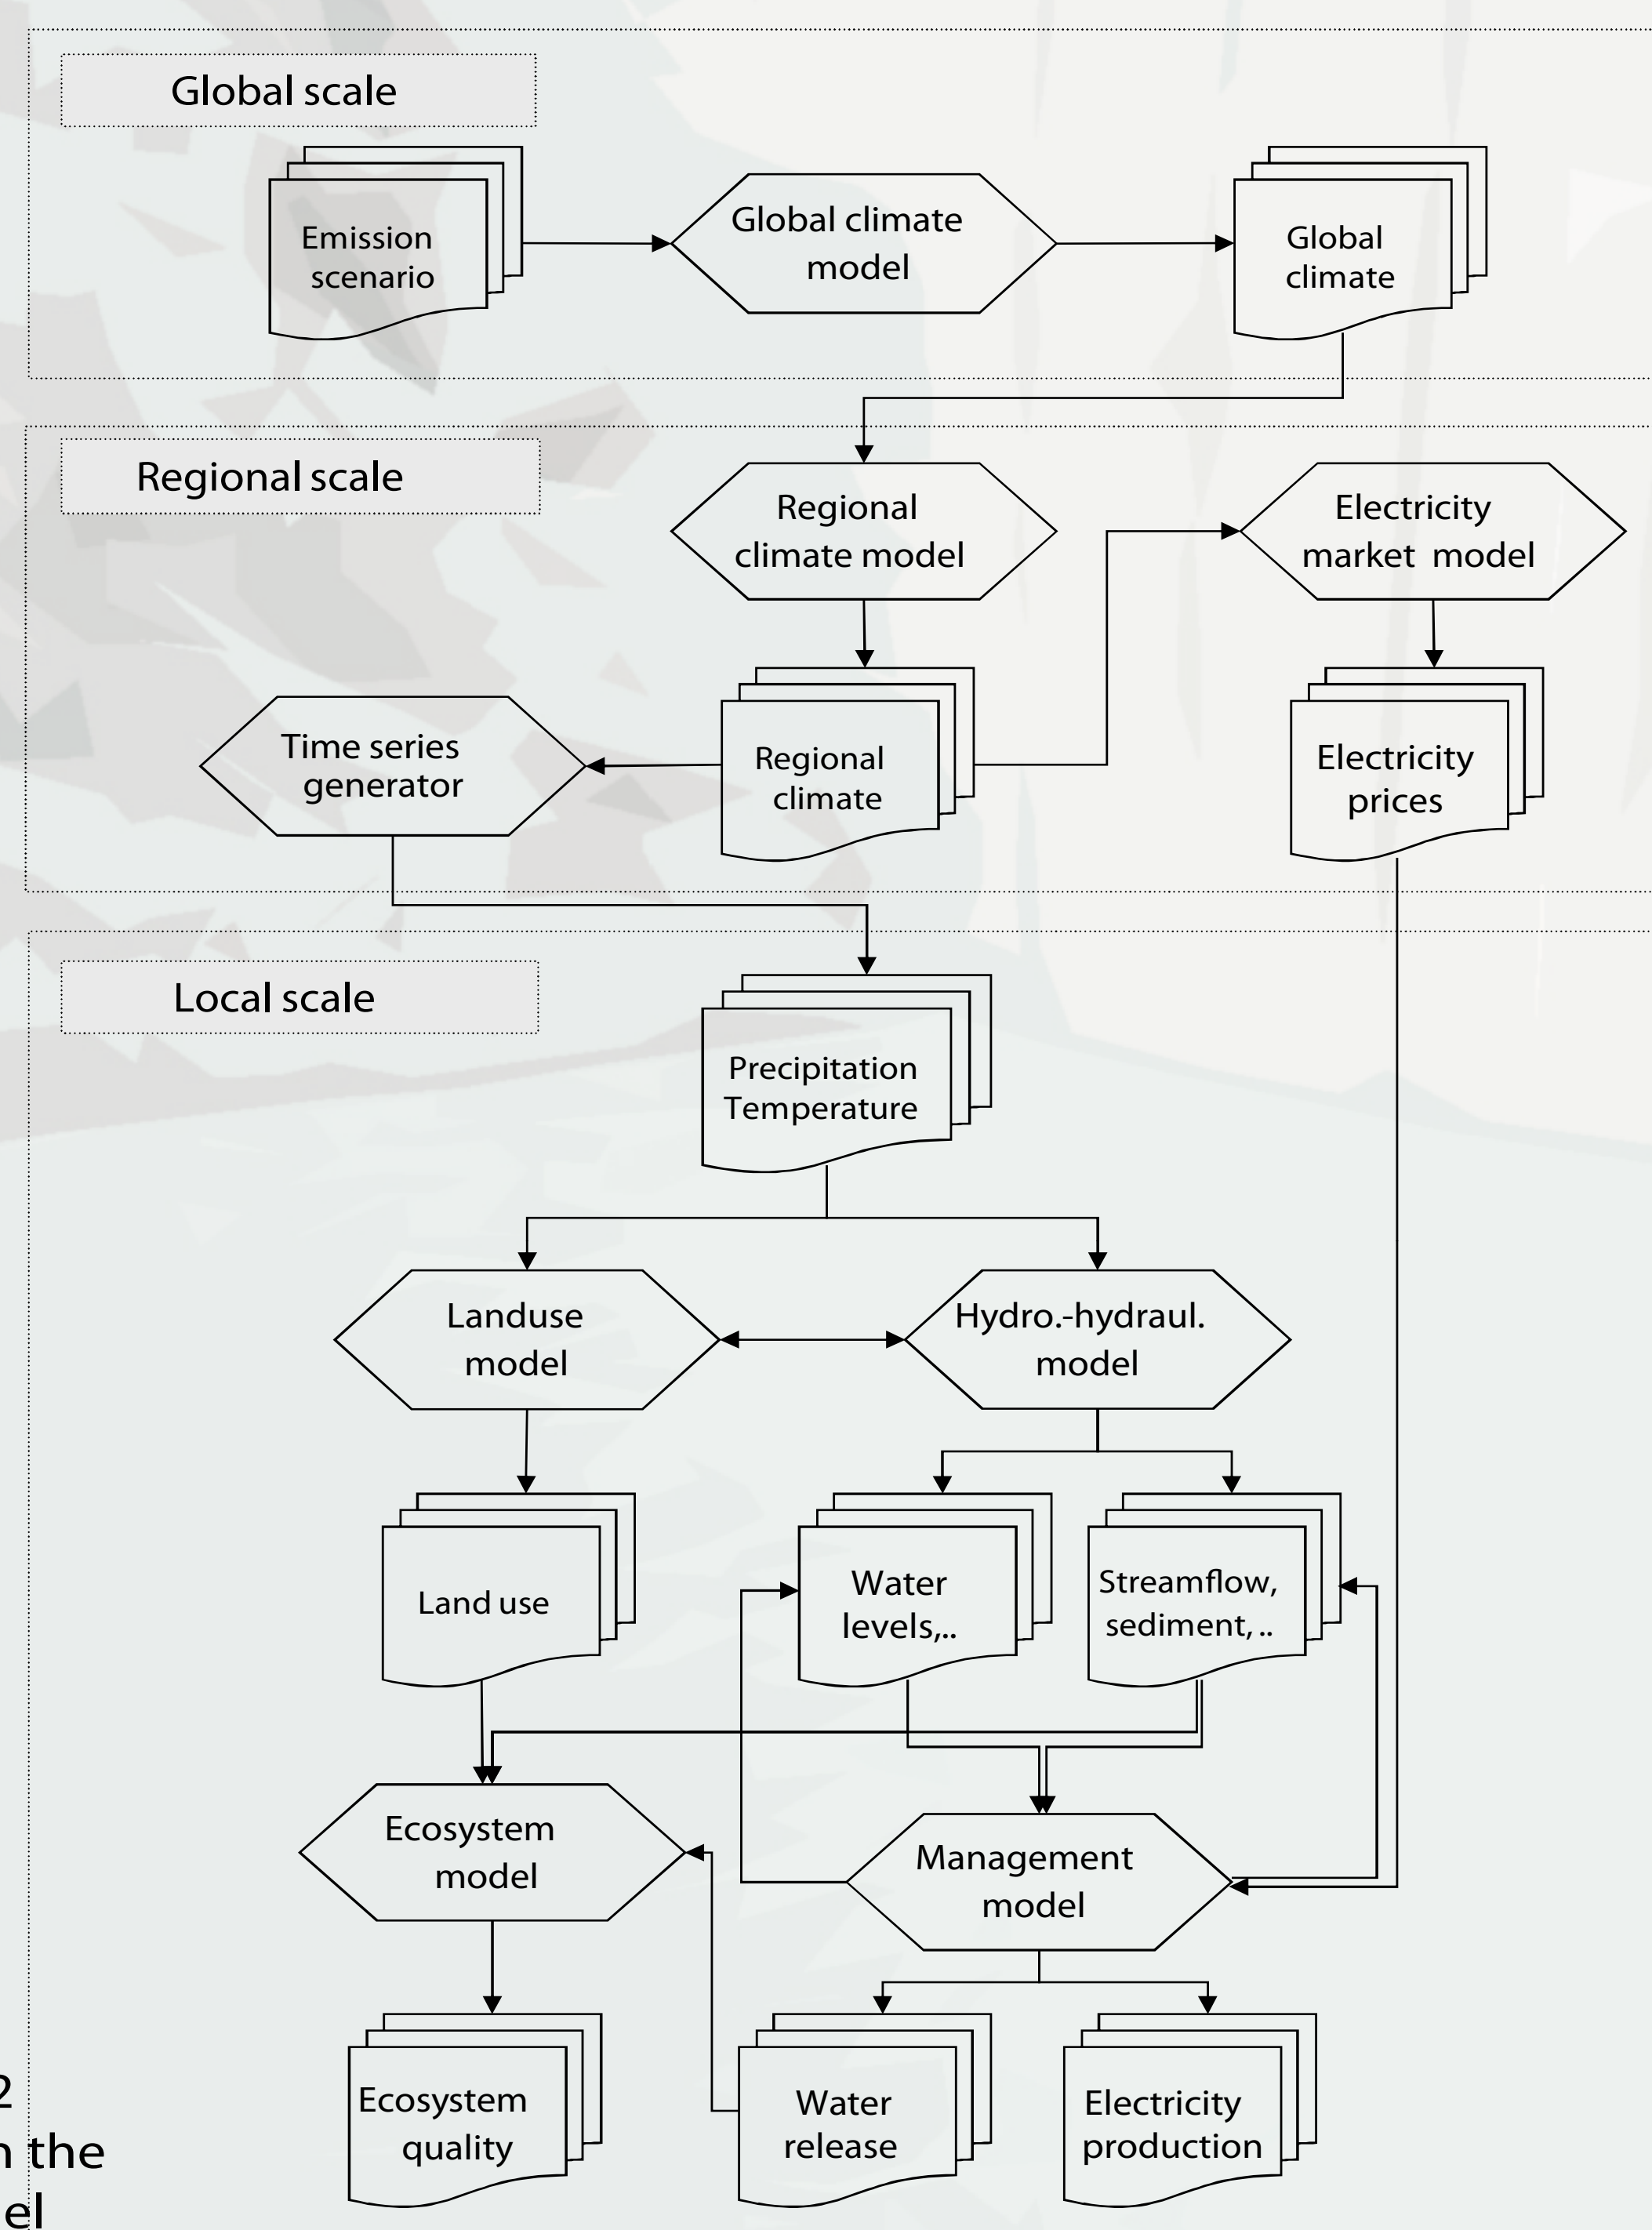 Global scale
Emission
scenario
Global climate
model
Global
climate
Regional scale
Regional
climate model
Electricity
market model
Time series
generator
Regional
climate
Electricity
prices
Local scale
Precipitation
Temperature
Landuse
model
Hydro.-hydraul.
model
Land use
Water
levels,..
Streamflow,
sediment, ..
Ecosystem
model
Management
model
Ecosystem
quality
Water
release
Electricity
production
2
the
el